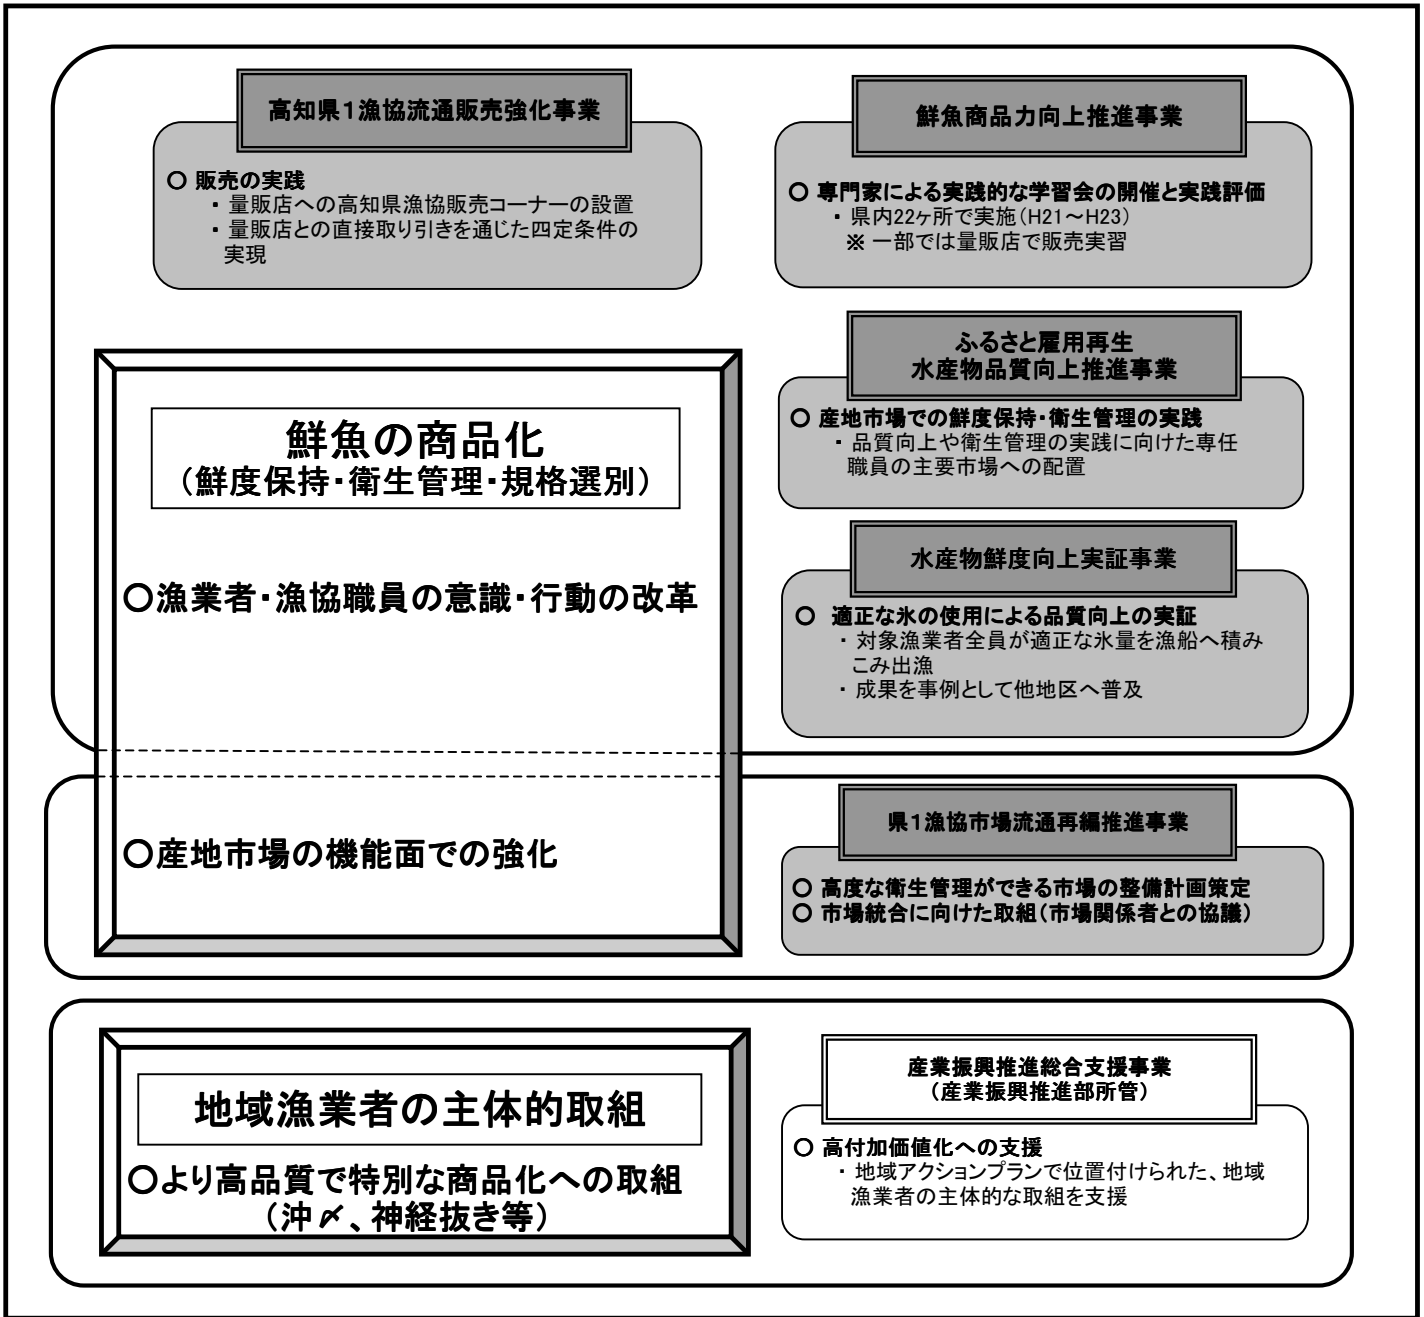 高知県1漁協流通販売強化事業
○ 販売の実践
・ 量販店への高知県漁協販売コーナーの設置
・ 量販店との直接取り引きを通じた四定条件の
実現
鮮魚商品力向上推進事業
○ 専門家による実践的な学習会の開催と実践評価
・ 県内22ヶ所で実施(H21～H23)
※ 一部では量販店で販売実習
ふるさと雇用再生
水産物品質向上推進事業
○ 産地市場での鮮度保持・衛生管理の実践
・ 品質向上や衛生管理の実践に向けた専任
職員の主要市場への配置
水産物鮮度向上実証事業
○ 適正な氷の使用による品質向上の実証
・ 対象漁業者全員が適正な氷量を漁船へ積み
こみ出漁
・ 成果を事例として他地区へ普及
鮮魚の商品化
(鮮度保持・衛生管理・規格選別)
○漁業者・漁協職員の意識・行動の改革
○産地市場の機能面での強化
県1漁協市場流通再編推進事業
○ 高度な衛生管理ができる市場の整備計画策定
○ 市場統合に向けた取組(市場関係者との協議)
地域漁業者の主体的取組
○より高品質で特別な商品化への取組
(沖〆、神経抜き等)
産業振興推進総合支援事業
(産業振興推進部所管)
○ 高付加価値化への支援
・ 地域アクションプランで位置付けられた、地域
漁業者の主体的な取組を支援